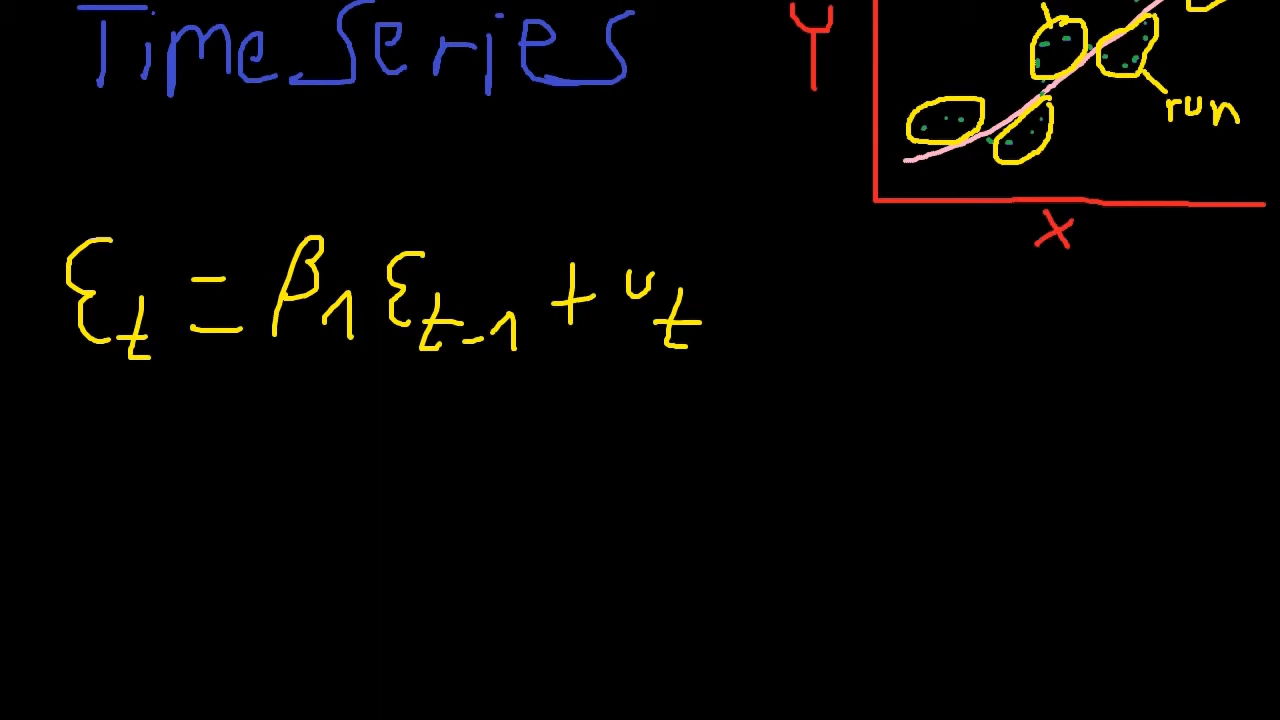 Time Series
Y
run
X
εt = β1 εt-1 + ut